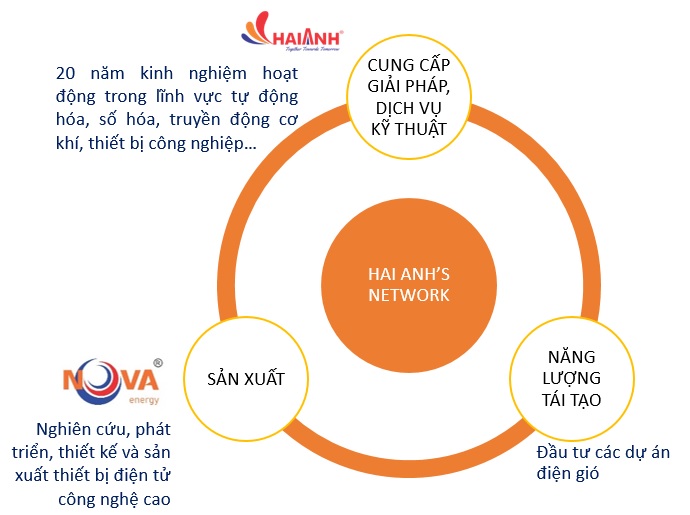 HAIANH®
Together Towards Tomorrow
20 năm kinh nghiệm hoạt
động trong lĩnh vực tự động
hóa, số hóa, truyền động cơ
khí, thiết bị công nghiệp…
CUNG CẤP
GIẢI PHÁP,
DỊCH VỤ
KỸ THUẬT
HAI ANH’S
NETWORK
NOVA®
energy
SẢN XUẤT
Nghiên cứu, phát
triển, thiết kế và sản
xuất thiết bị điện tử
công nghệ cao
NĂNG
LƯỢNG
TÁI TẠO
Đầu tư các dự án
điện gió